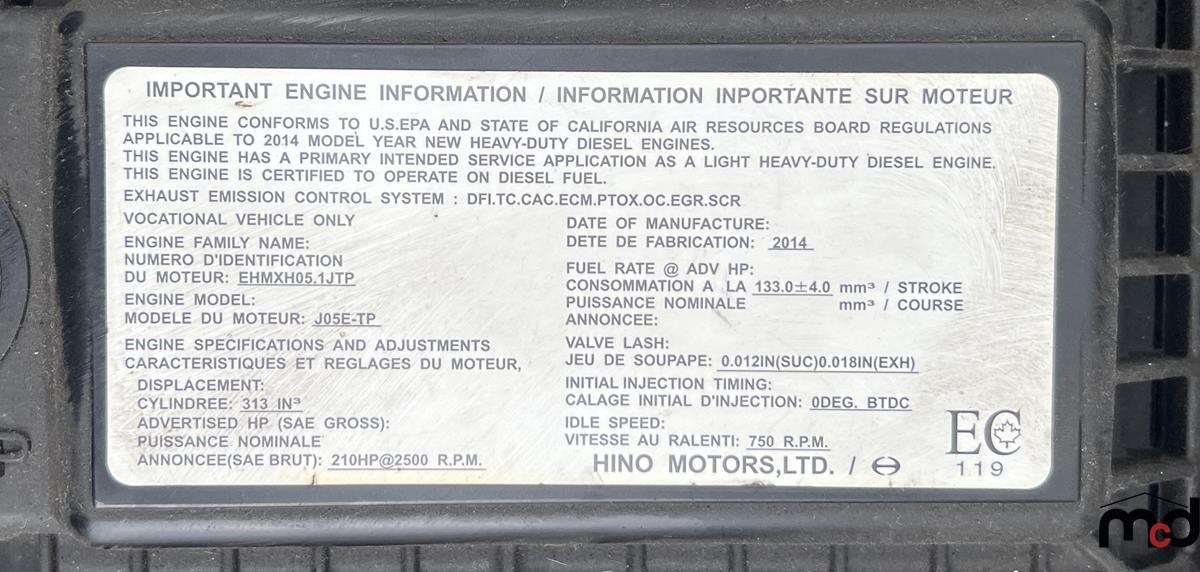 IMPORTANT ENGINE INFORMATION / INFORMATION INPORTANTE SUR MOTEUR
THIS ENGINE CONFORMS TO U.S.EPA AND STATE OF CALIFORNIA AIR RESOURCES BOARD REGULATIONS
APPLICABLE TO 2014 MODEL YEAR NEW HEAVY-DUTY DIESEL ENGINES.
THIS ENGINE HAS A PRIMARY INTENDED SERVICE APPLICATION AS A LIGHT HEAVY-DUTY DIESEL ENGINE.
THIS ENGINE IS CERTIFIED TO OPERATE ON DIESEL FUEL.
EXHAUST EMISSION CONTROL SYSTEM : DFI.TC.CAC.ECM.PTOX.OC.EGR.SCR
VOCATIONAL VEHICLE ONLY
ENGINE FAMILY NAME:
NUMERO D'IDENTIFICATION
DU MOTEUR: EHMXH05.1JTP
ENGINE MODEL:
MODELE DU MOTEUR: J05E-TP
ENGINE SPECIFICATIONS AND ADJUSTMENTS
CARACTERISTIQUES ET REGLAGES DU MOTEUR,
DISPLACEMENT:
CYLINDREE: 313 IN³
ADVERTISED HP (SAE GROSS):
PUISSANCE NOMINALE
ANNONCEE(SAE BRUT): 210HP@2500 R.P.M.
DATE OF MANUFACTURE:
DETE DE FABRICATION: 2014
FUEL RATE @ ADV HP:
CONSOMMATION A LA 133.0±4.0 mm³ / STROKE
PUISSANCE NOMINALE mm³ / COURSE
ANNONCEE:
VALVE LASH:
JEU DE SOUPAPE: 0.012IN(SUC)0.018IN(EXH)
INITIAL INJECTION TIMING:
CALAGE INITIAL D'INJECTION: 0DEG. BTDC
IDLE SPEED:
VITESSE AU RALENTI: 750 R.P.M.
HINO MOTORS,LTD. /
EC
119
mcd